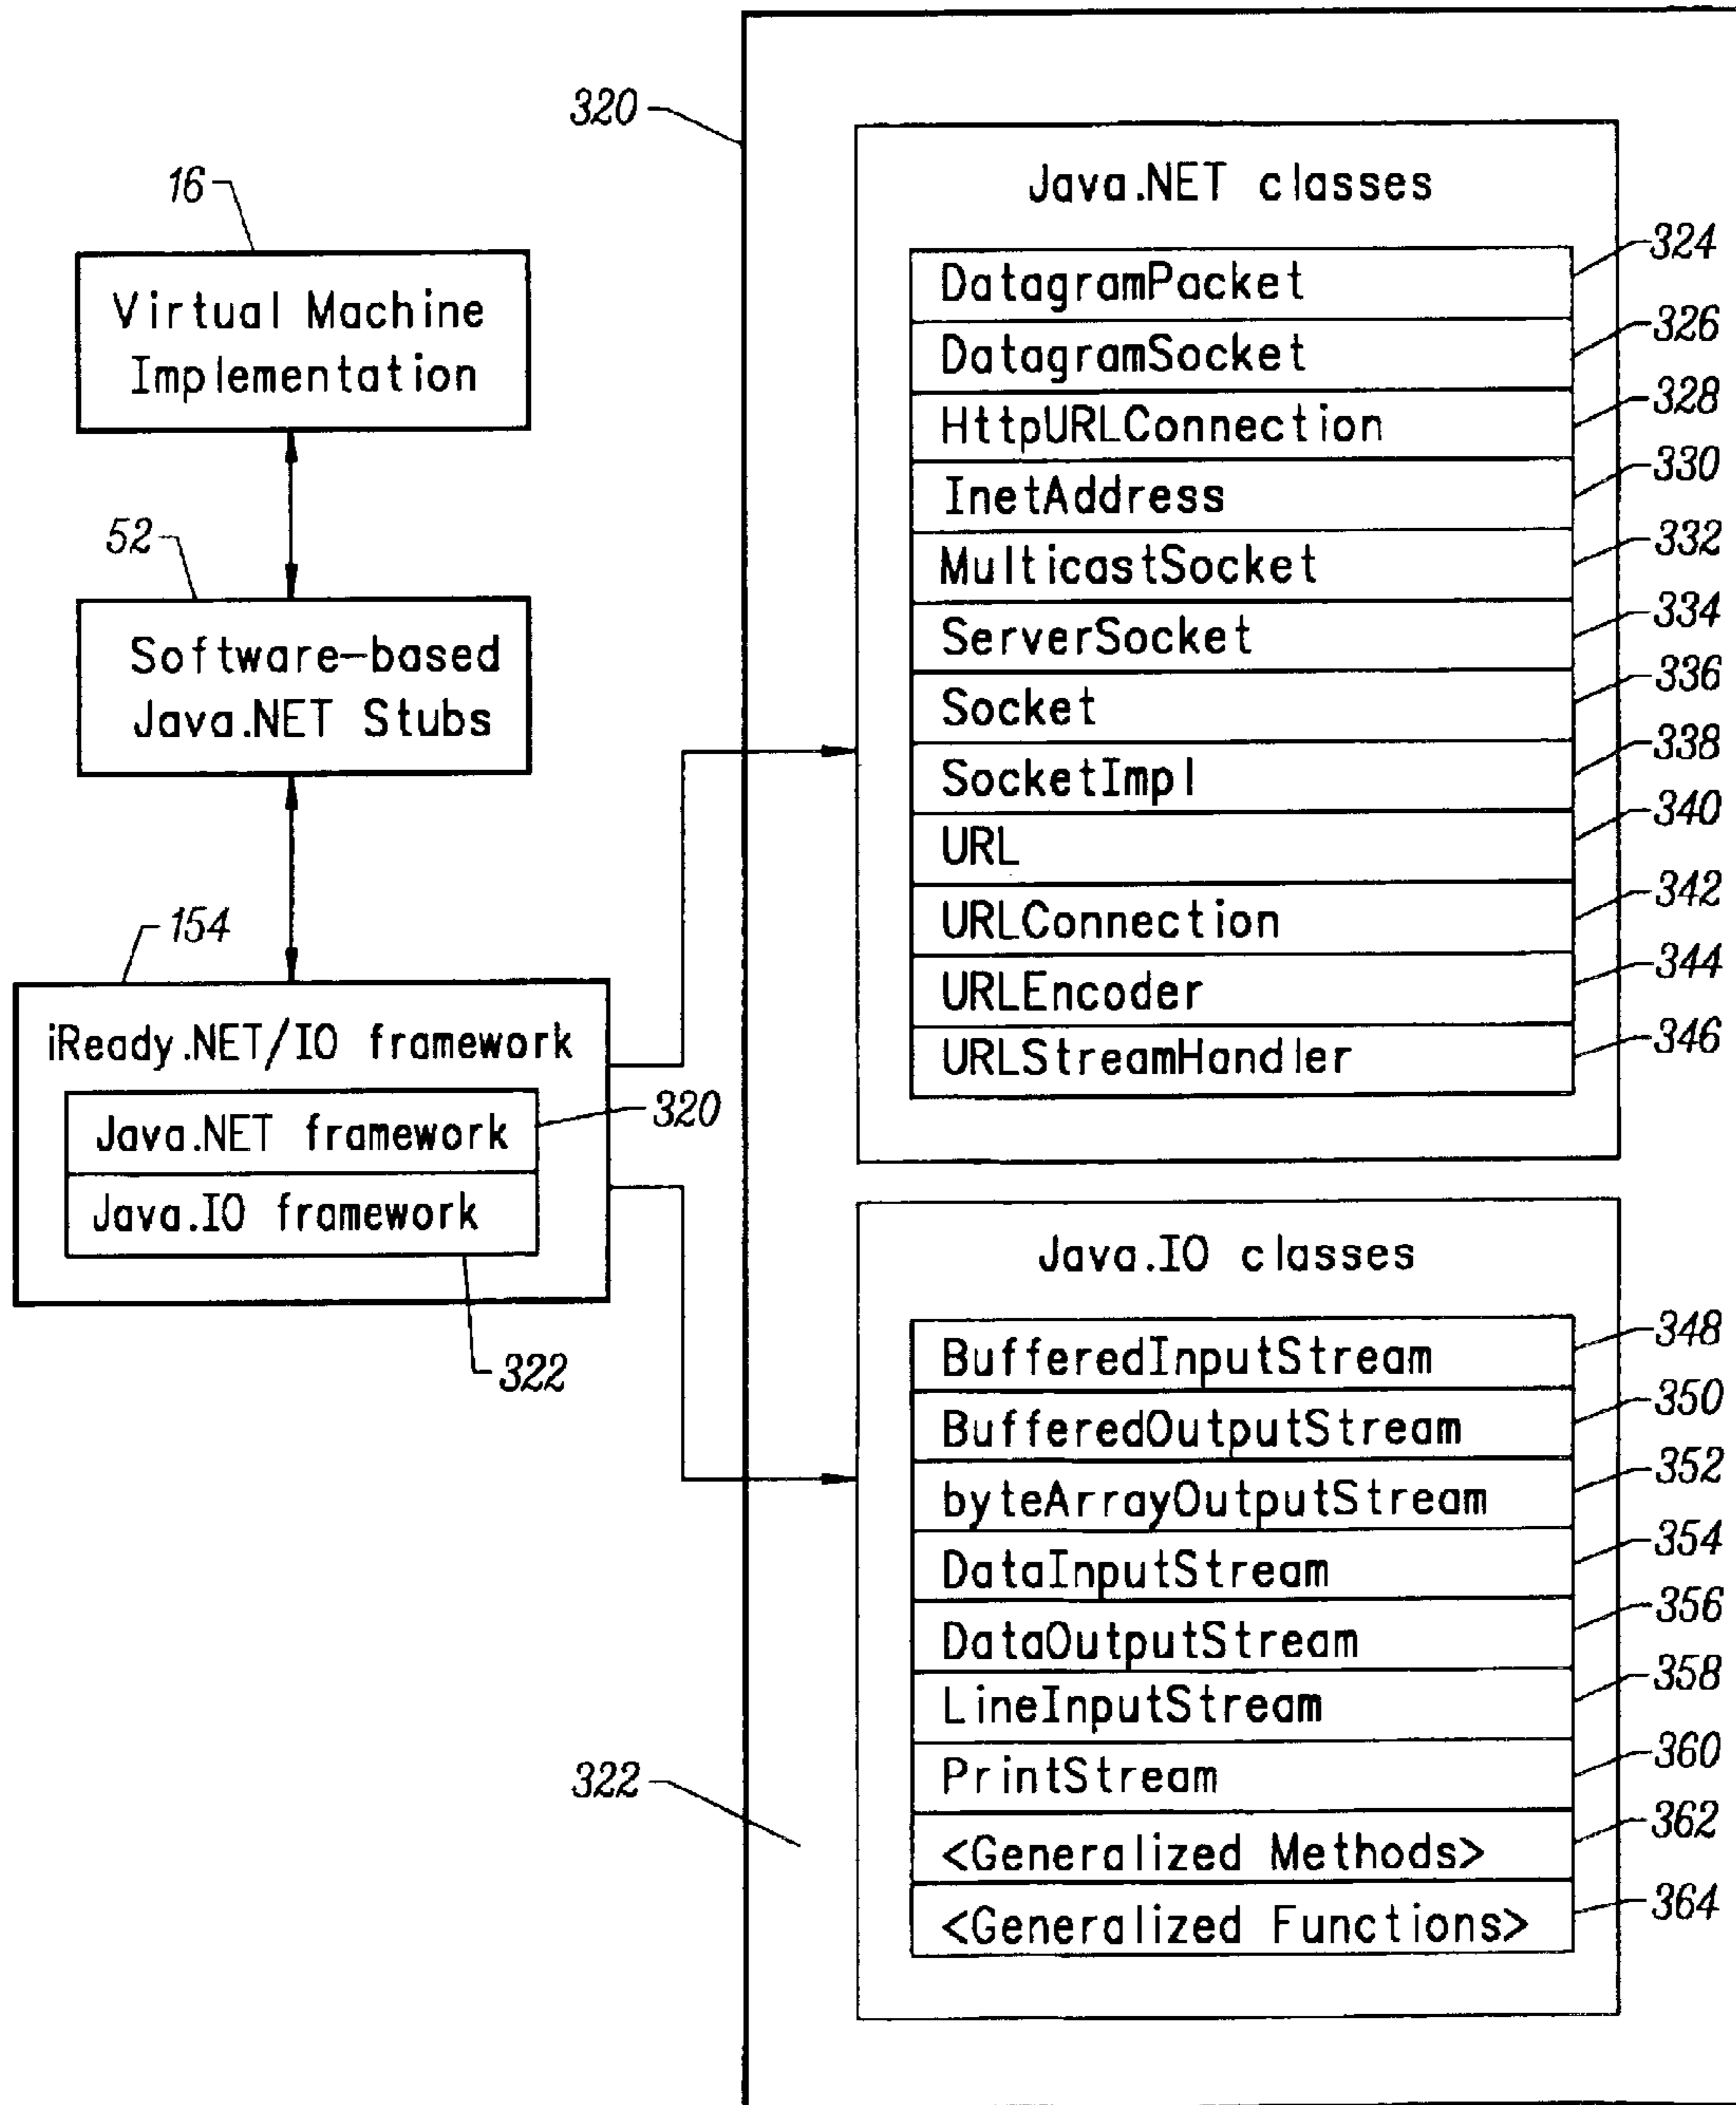 16
Virtual Machine
Implementation
52
Software-based
Java.NET Stubs
154
iReady.NET/IO framework
Java.NET framework
320
Java.IO framework
322
320
Java.NET classes
DatagramPacket
324
DatagramSocket
326
HttpURLConnection
328
InetAddress
330
MulticastSocket
332
ServerSocket
334
Socket
336
SocketImpl
338
URL
340
URLConnection
342
URLEncoder
344
URLStreamHandler
346
322
Java.IO classes
BufferedInputStream
348
BufferedOutputStream
350
byteArrayOutputStream
352
DataInputStream
354
DataOutputStream
356
LineInputStream
358
PrintStream
360
<Generalized Methods>
362
<Generalized Functions>
364